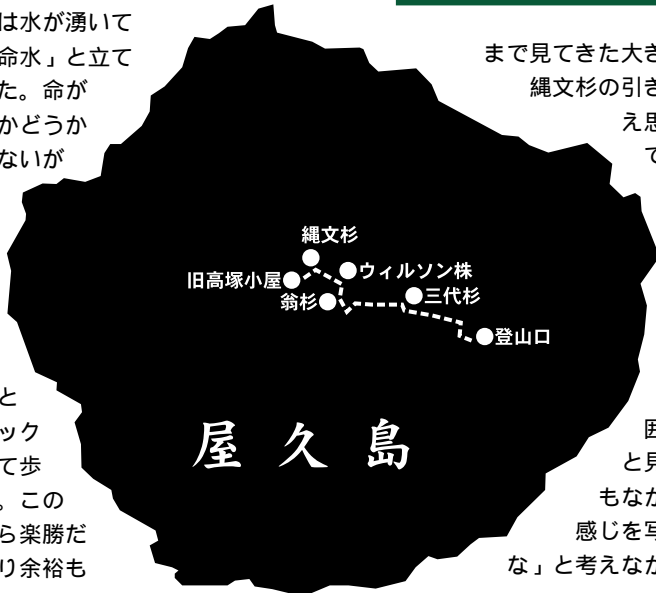 は水が湧いて
命水」と立て
た。命が
かどうか
ないが
と
ック
て歩
。この
ら楽勝だ
り余裕も
縄文杉
ウィルソン株
旧高塚小屋
翁杉
三代杉
登山口
屋久島
まで見てきた大き
縄文杉の引き
え思
て
と見
もなか
感じを写
な」と考えなが